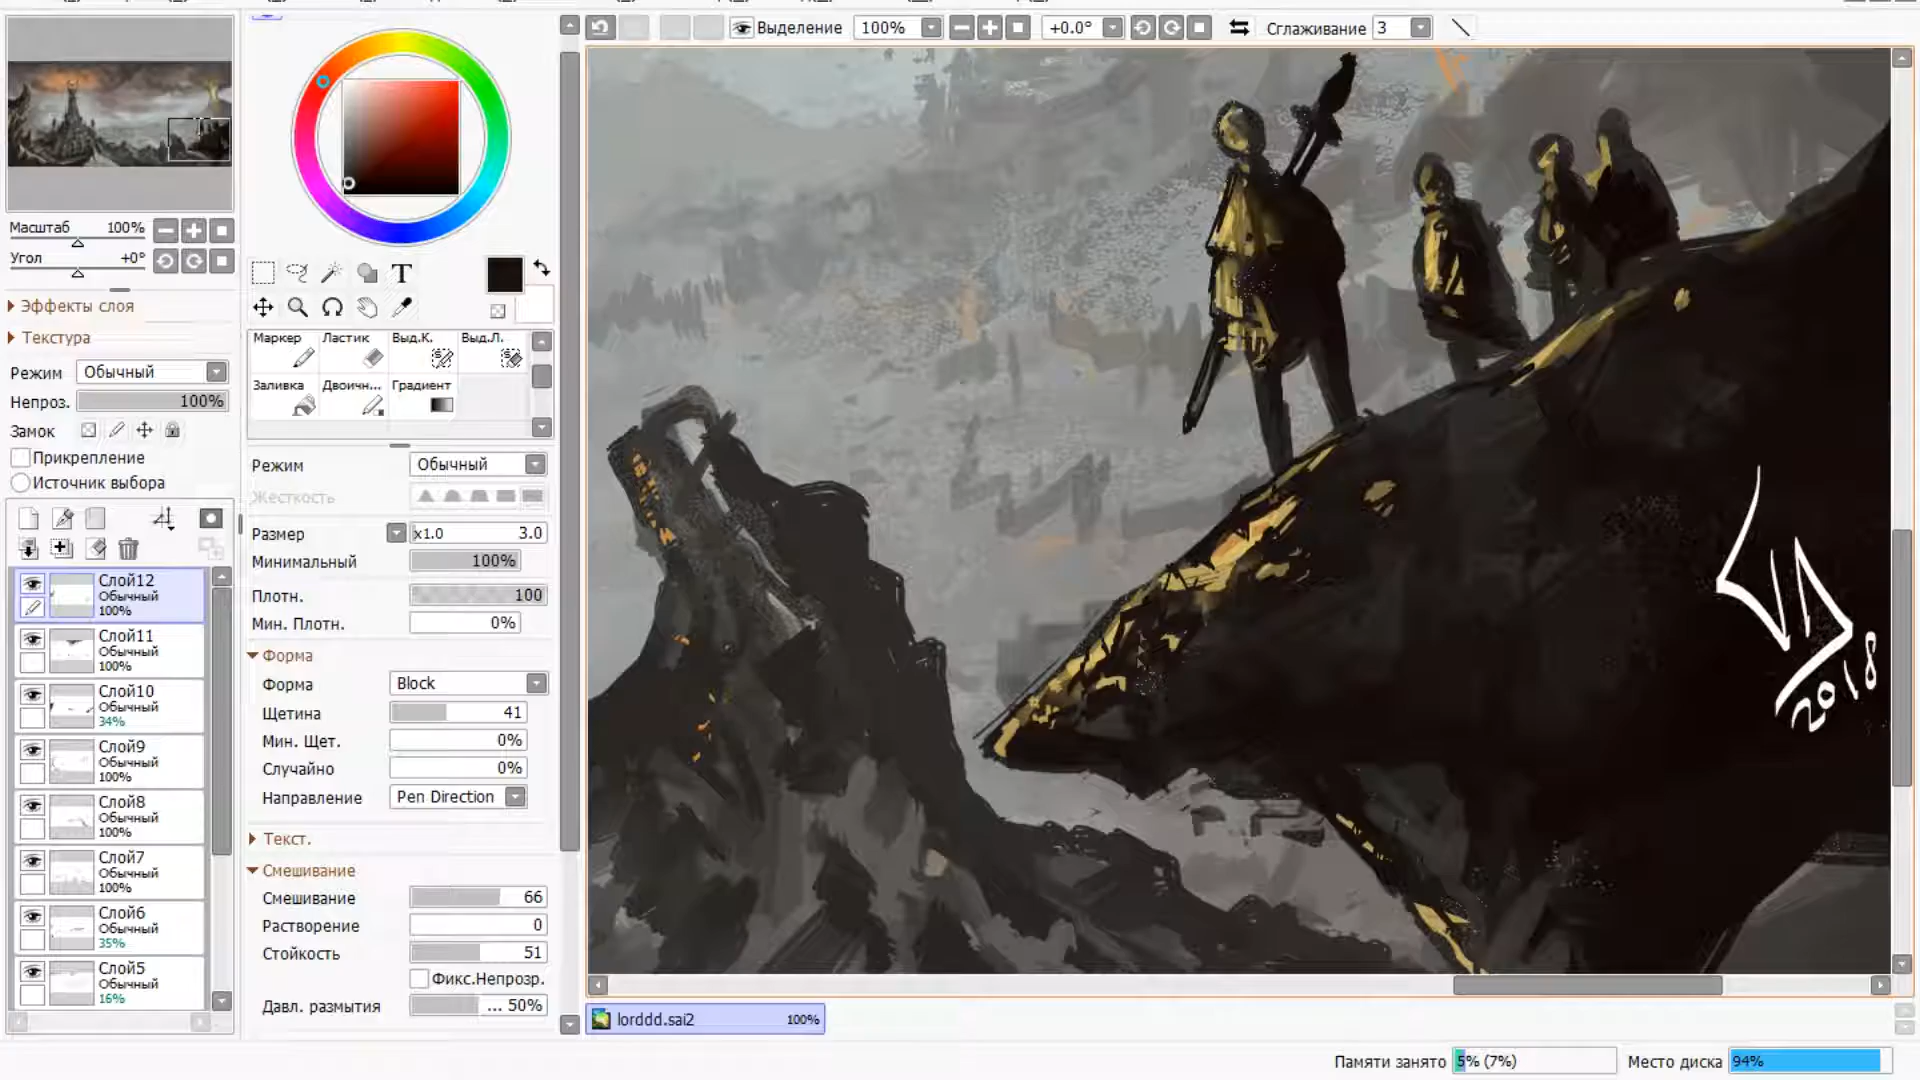 Выделение 100% +0.0° Сглаживание 3
Масштаб 100%
Угол +0°
Эффекты слоя
Текстура
Режим Обычный
Непроз. 100%
Замок
Прикрепление
Источник выбора
Слой12
Обычный
100%
Слой11
Обычный
100%
Слой10
Обычный
34%
Слой9
Обычный
100%
Слой8
Обычный
100%
Слой7
Обычный
100%
Слой6
Обычный
35%
Слой5
Обычный
16%
T
Маркер Ластик Выд.К. Выд.Л.
Заливка Двоичн... Градиент
Режим Обычный
Жесткость
Размер x1.0 3.0
Минимальный 100%
Плотн. 100
Мин. Плотн. 0%
Форма
Форма Block
Щетина 41
Мин. Щет. 0%
Случайно 0%
Направление Pen Direction
Текст.
Смешивание
Смешивание 66
Растворение 0
Стойкость 51
Фикс.Непрозр.
Давл. размытия ... 50%
2018
lorddd.sai2 100%
Памяти занято 5% (7%) Место диска 94%